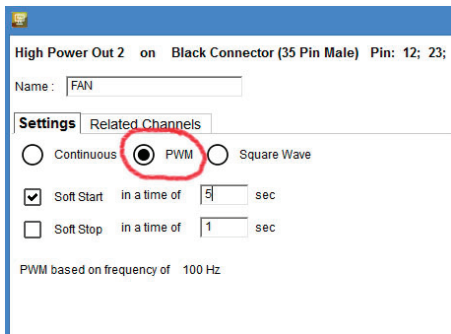 High Power Out 2 on Black Connector (35 Pin Male) Pin: 12; 23;
Name : FAN
Settings Related Channels
Continuous PWM Square Wave
Soft Start in a time of 5 sec
Soft Stop in a time of 1 sec
PWM based on frequency of 100 Hz